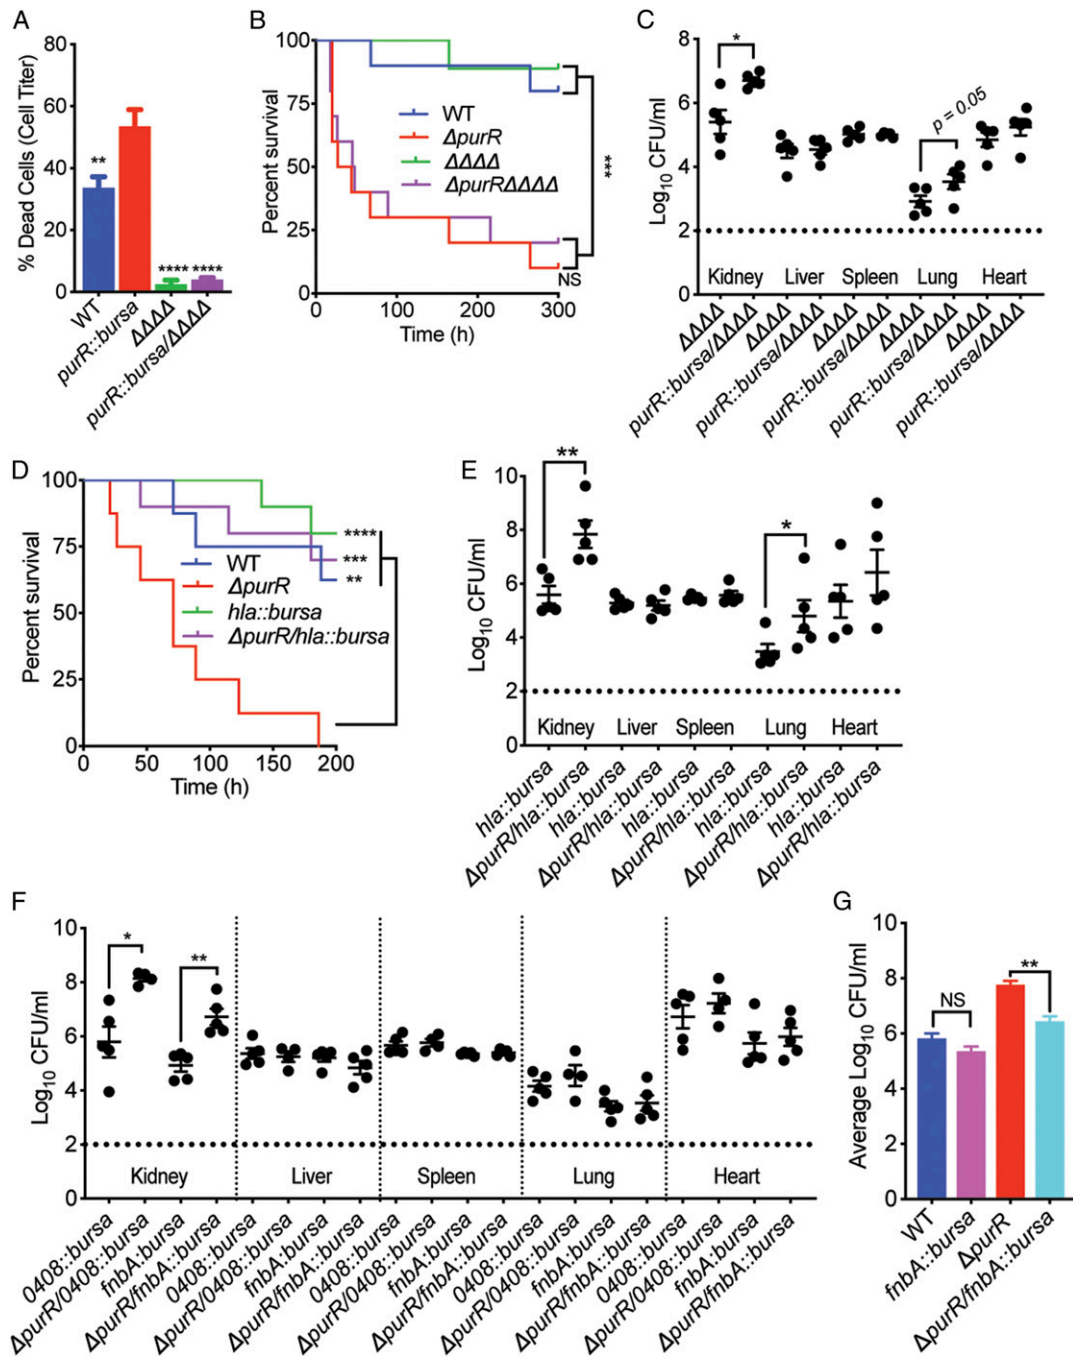 A
% Dead Cells (Cell Titer)
80
60
40
20
0
**
****
****
WT
purR::bursa
ΔΔΔΔ
purR::bursa/ΔΔΔΔ
B
Percent survival
100
75
50
25
0
WT
ΔpurR
ΔΔΔΔ
ΔpurRΔΔΔΔ
***
NS
0 100 200 300
Time (h)
C
Log10 CFU/ml
8
6
4
2
0
*
p = 0.05
Kidney Liver Spleen Lung Heart
ΔΔΔΔ
purR::bursa/ΔΔΔΔ
ΔΔΔΔ
purR::bursa/ΔΔΔΔ
ΔΔΔΔ
purR::bursa/ΔΔΔΔ
ΔΔΔΔ
purR::bursa/ΔΔΔΔ
ΔΔΔΔ
purR::bursa/ΔΔΔΔ
D
Percent survival
100
75
50
25
0
WT
ΔpurR
hla::bursa
ΔpurR/hla::bursa
****
***
**
0 50 100 150 200
Time (h)
E
Log10 CFU/ml
10
8
6
4
2
0
**
*
Kidney Liver Spleen Lung Heart
hla::bursa
ΔpurR/hla::bursa
hla::bursa
ΔpurR/hla::bursa
hla::bursa
ΔpurR/hla::bursa
hla::bursa
ΔpurR/hla::bursa
hla::bursa
ΔpurR/hla::bursa
F
Log10 CFU/ml
10
8
6
4
2
0
*
**
Kidney Liver Spleen Lung Heart
0408::bursa
ΔpurR/0408::bursa
fnbA::bursa
ΔpurR/fnbA::bursa
0408::bursa
ΔpurR/0408::bursa
fnbA::bursa
ΔpurR/fnbA::bursa
0408::bursa
ΔpurR/0408::bursa
fnbA::bursa
ΔpurR/fnbA::bursa
0408::bursa
ΔpurR/0408::bursa
fnbA::bursa
ΔpurR/fnbA::bursa
0408::bursa
ΔpurR/0408::bursa
fnbA::bursa
ΔpurR/fnbA::bursa
G
Average Log10 CFU/ml
10
8
6
4
2
0
NS
**
WT
fnbA::bursa
ΔpurR
ΔpurR/fnbA::bursa